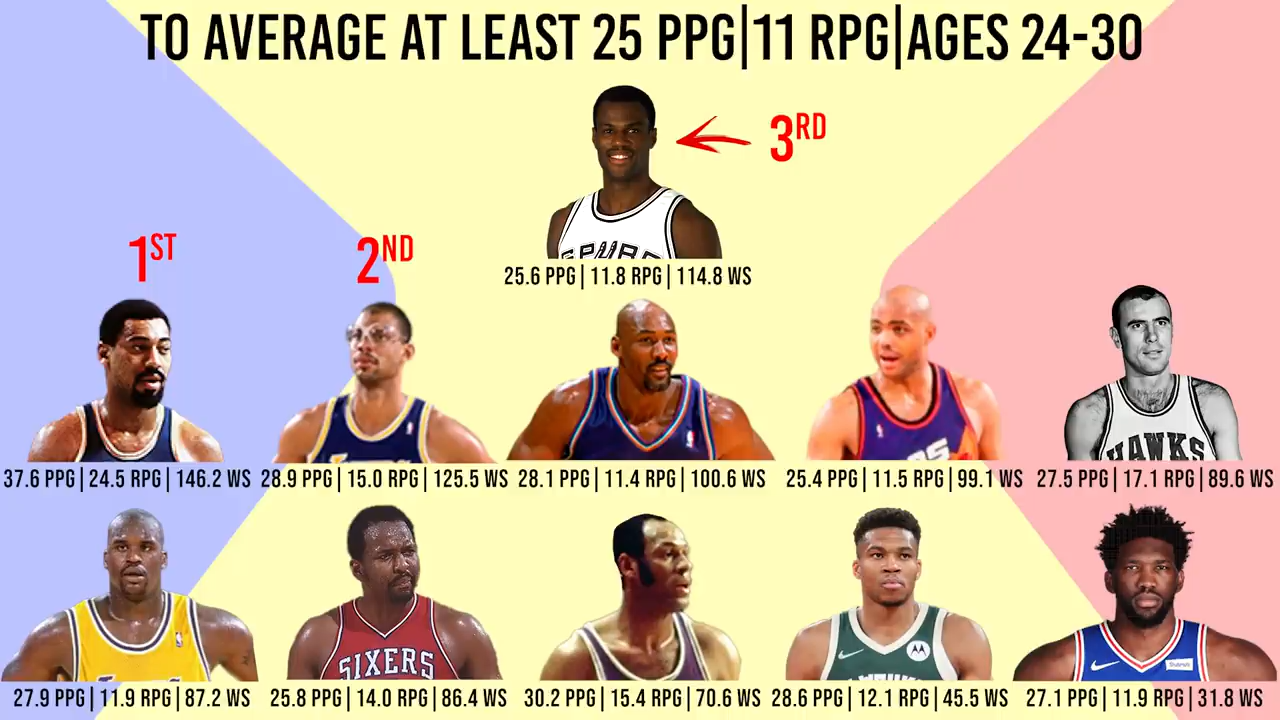 TO AVERAGE AT LEAST 25 PPG|11 RPG|AGES 24-30
3RD
SPURS
25.6 PPG|11.8 RPG|114.8 WS
1ST
2ND
HAWKS
37.6 PPG|24.5 RPG|146.2 WS
28.9 PPG|15.0 RPG|125.5 WS
28.1 PPG|11.4 RPG|100.6 WS
25.4 PPG|11.5 RPG|99.1 WS
27.5 PPG|17.1 RPG|89.6 WS
SIXERS
27.9 PPG|11.9 RPG|87.2 WS
25.8 PPG|14.0 RPG|86.4 WS
30.2 PPG|15.4 RPG|70.6 WS
28.6 PPG|12.1 RPG|45.5 WS
27.1 PPG|11.9 RPG|31.8 WS